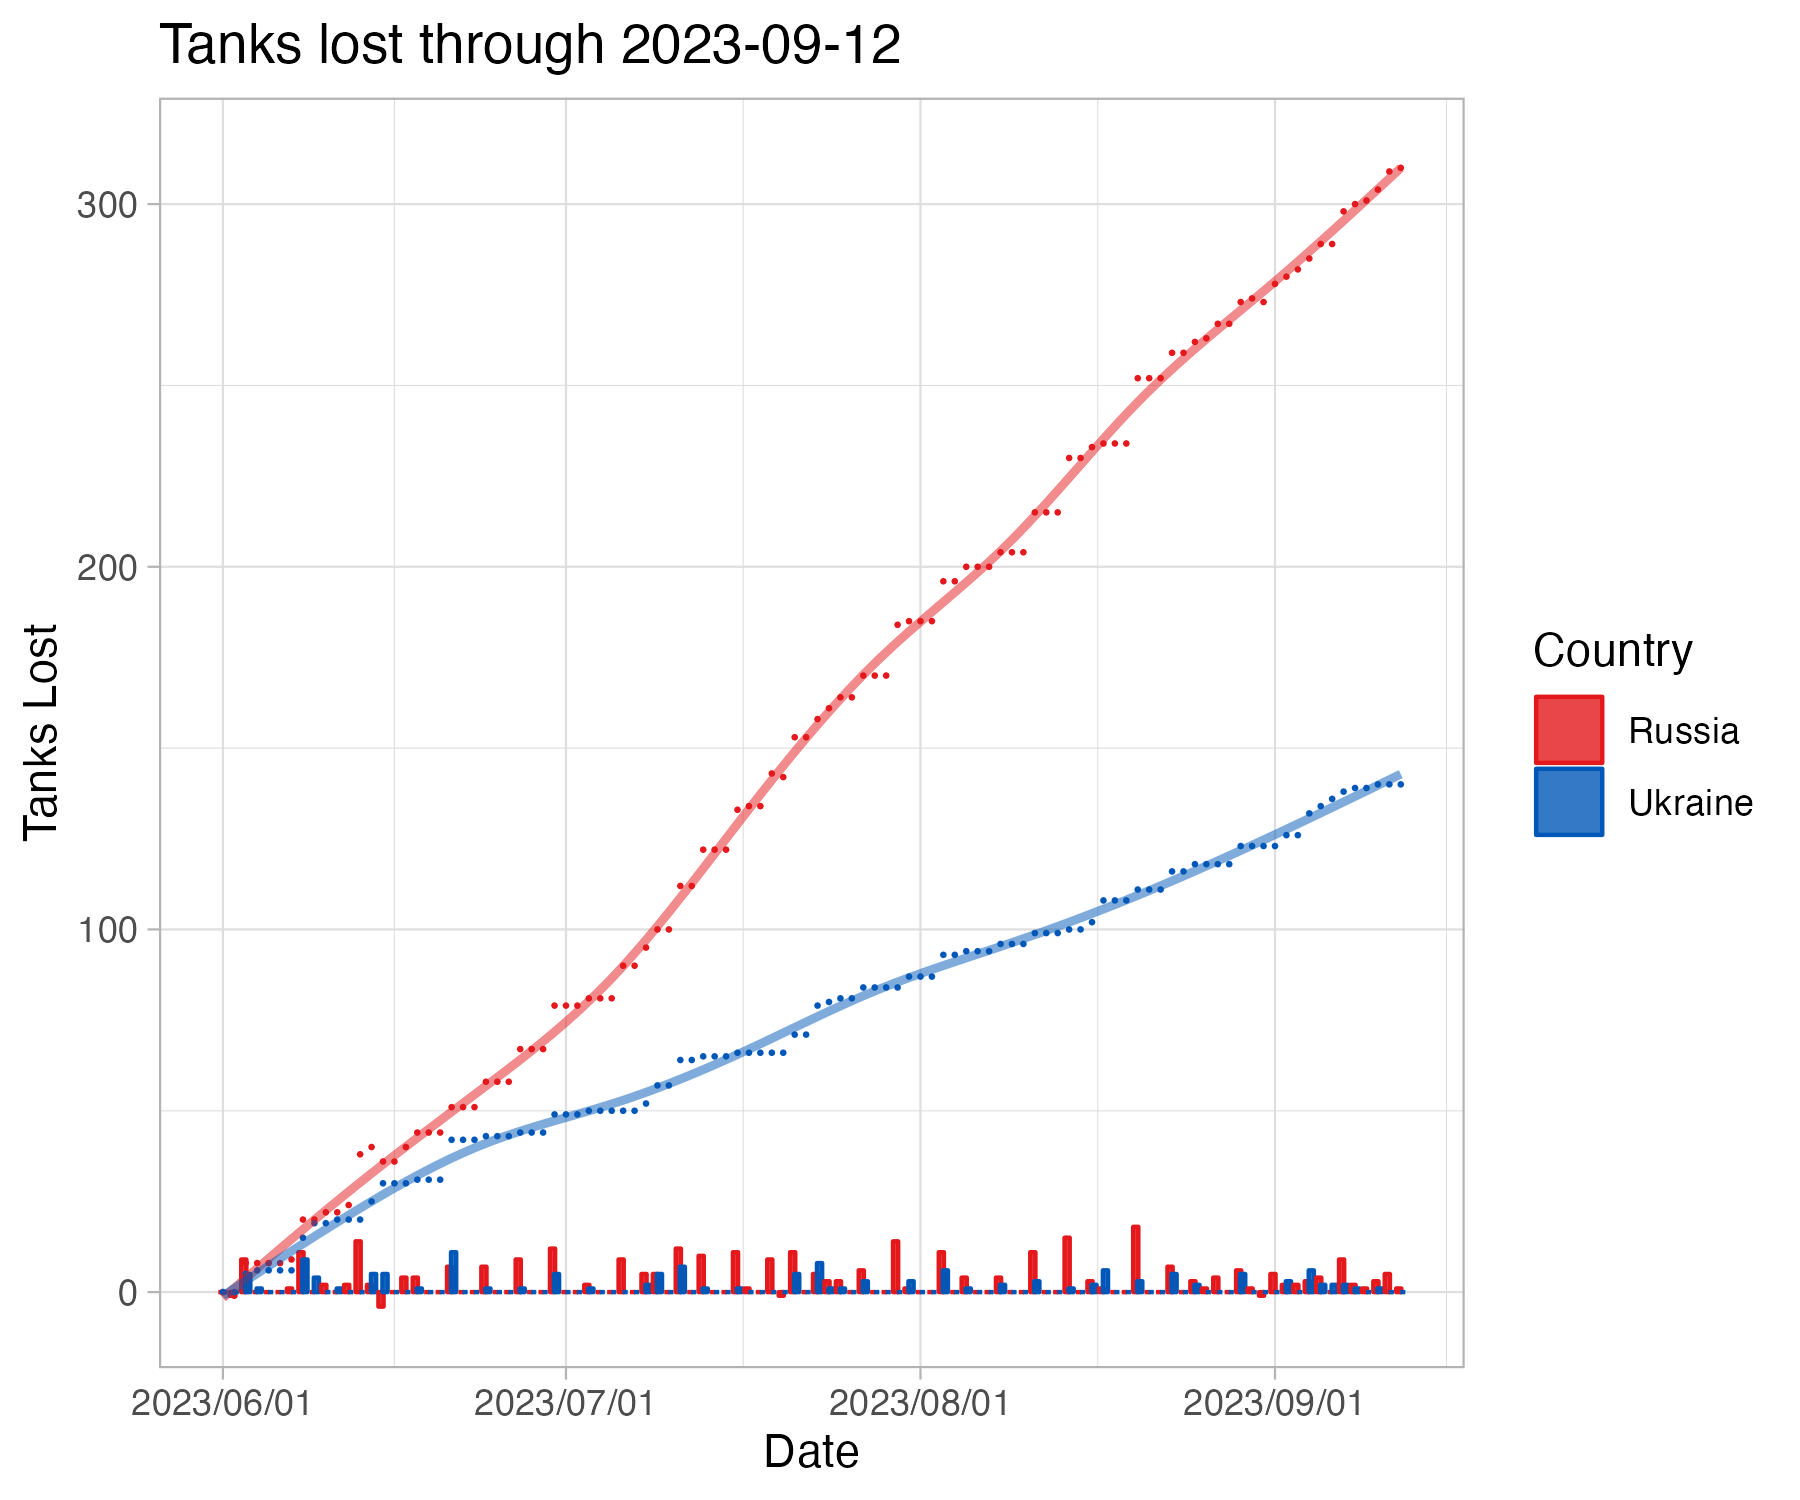 Tanks lost through 2023-09-12
Tanks Lost
300
200
100
0
2023/06/01
2023/07/01
2023/08/01
2023/09/01
Date
Country
Russia
Ukraine